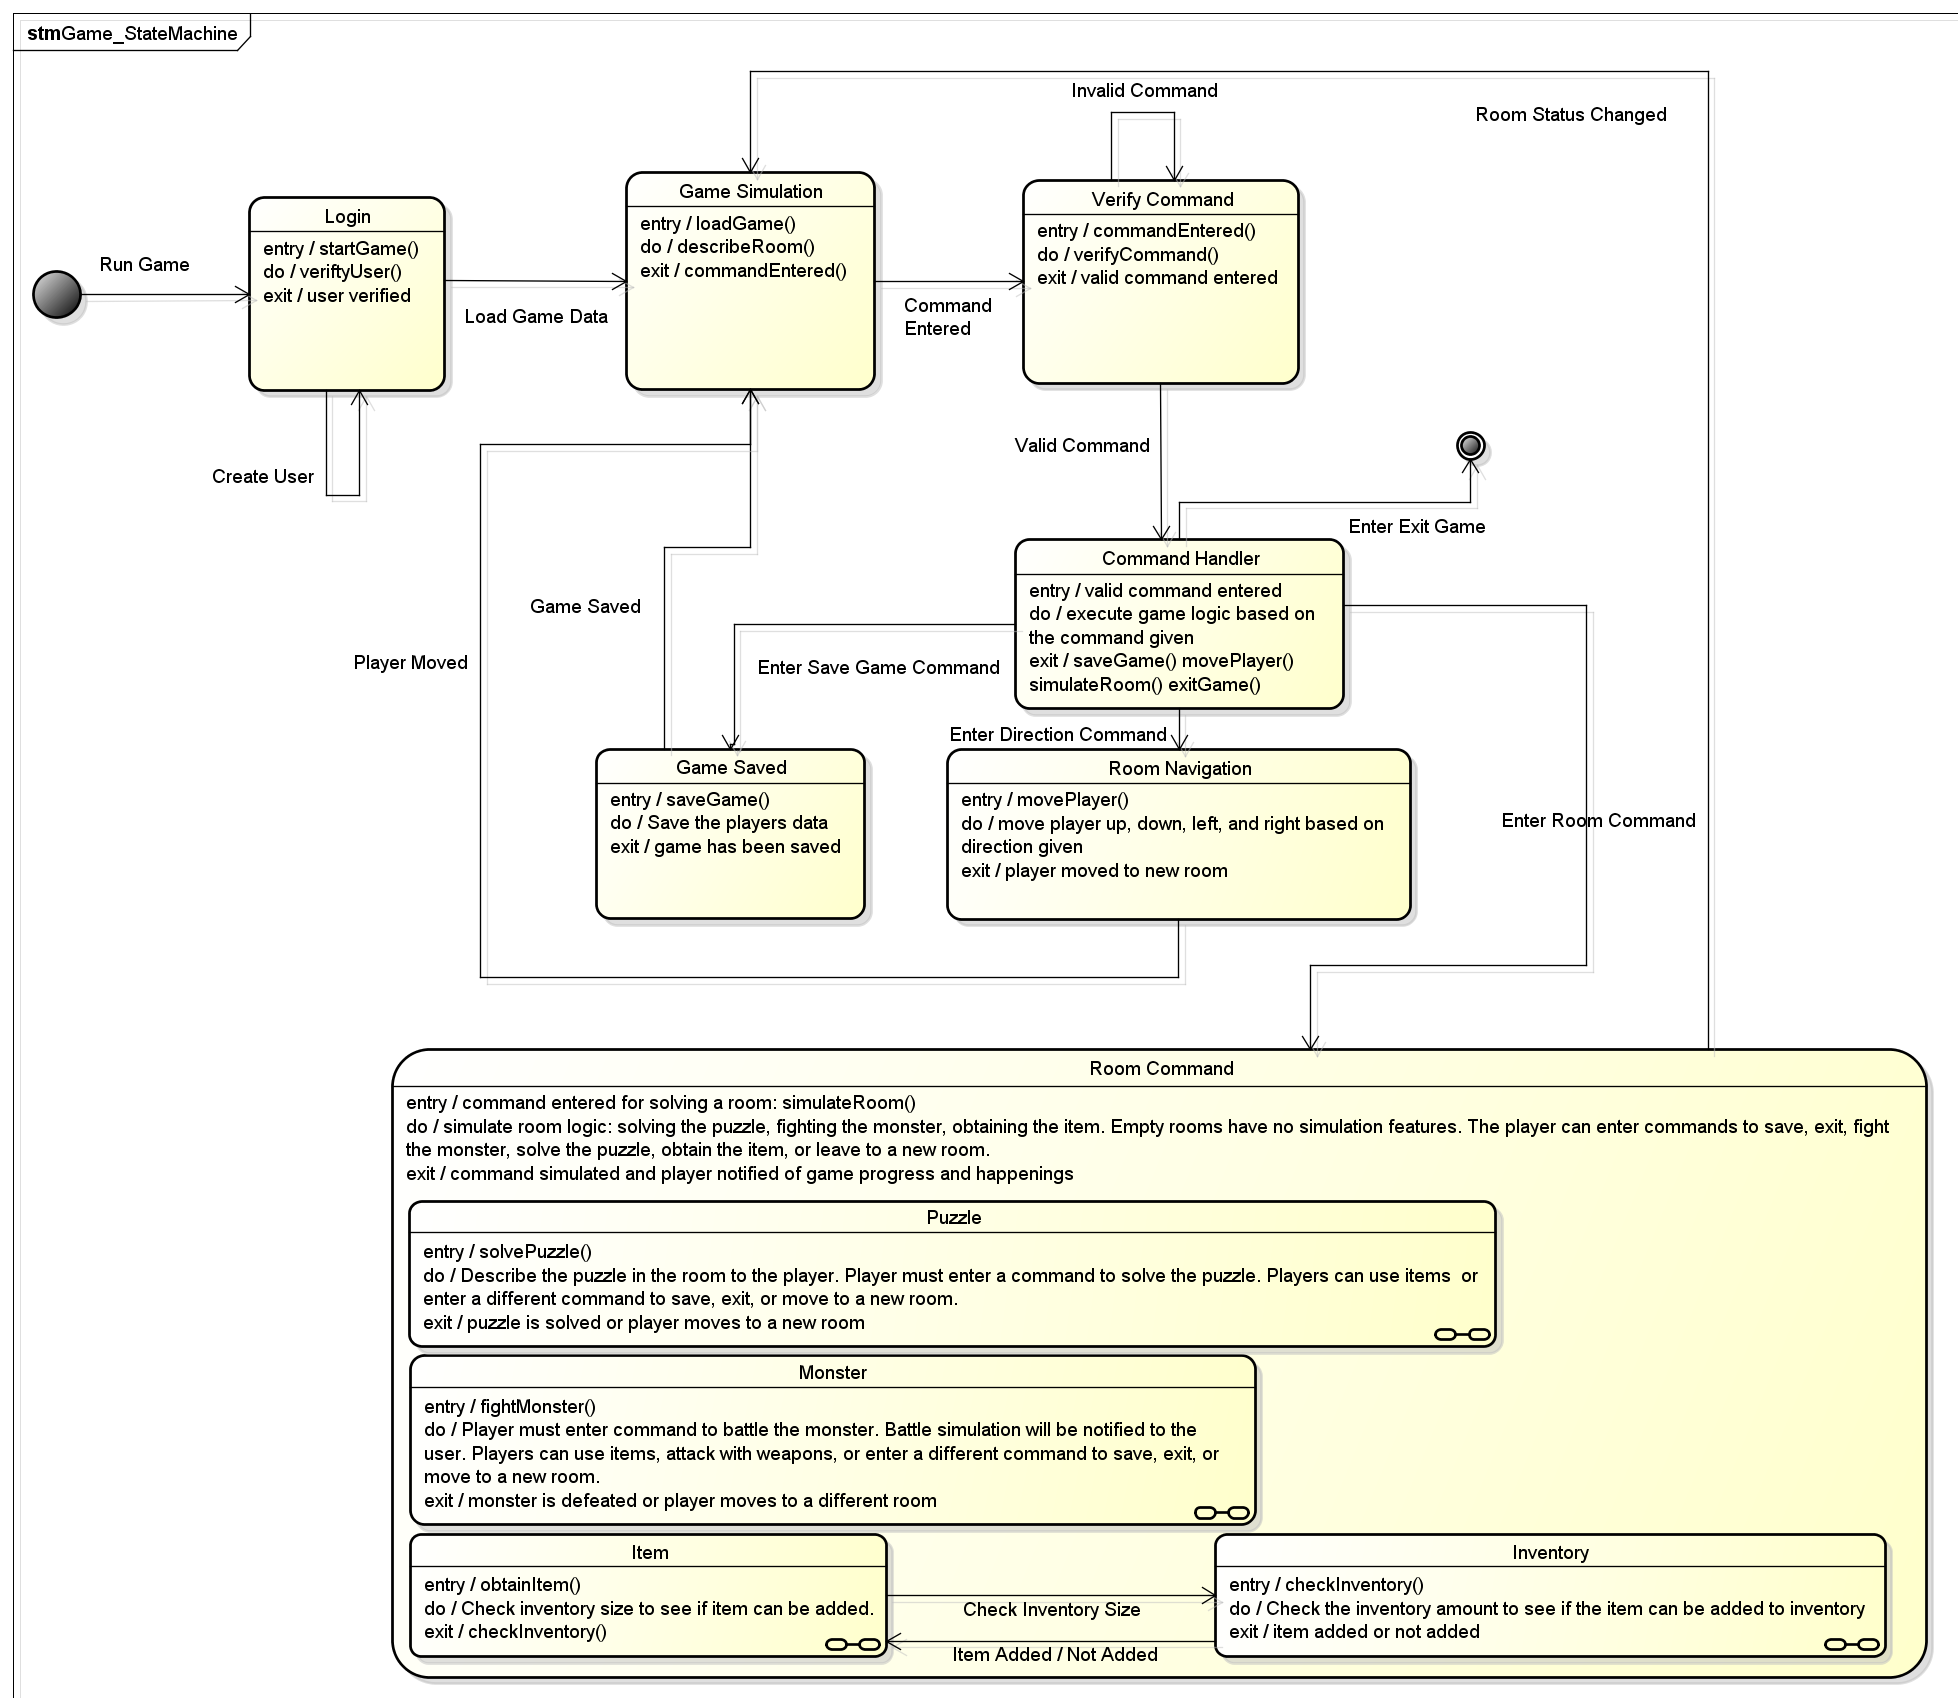 stmGame_StateMachine
Invalid Command
Room Status Changed
Run Game
Login
entry / startGame()
do / veriftyUser()
exit / user verified
Load Game Data
Create User
Game Simulation
entry / loadGame()
do / describeRoom()
exit / commandEntered()
Command
Entered
Verify Command
entry / commandEntered()
do / verifyCommand()
exit / valid command entered
Valid Command
Enter Exit Game
Command Handler
entry / valid command entered
do / execute game logic based on
the command given
exit / saveGame() movePlayer()
simulateRoom() exitGame()
Game Saved
Player Moved
Enter Save Game Command
Enter Direction Command
Enter Room Command
Game Saved
entry / saveGame()
do / Save the players data
exit / game has been saved
Room Navigation
entry / movePlayer()
do / move player up, down, left, and right based on
direction given
exit / player moved to new room
Room Command
entry / command entered for solving a room: simulateRoom()
do / simulate room logic: solving the puzzle, fighting the monster, obtaining the item. Empty rooms have no simulation features. The player can enter commands to save, exit, fight
the monster, solve the puzzle, obtain the item, or leave to a new room.
exit / command simulated and player notified of game progress and happenings
Puzzle
entry / solvePuzzle()
do / Describe the puzzle in the room to the player. Player must enter a command to solve the puzzle. Players can use items  or
enter a different command to save, exit, or move to a new room.
exit / puzzle is solved or player moves to a new room
Monster
entry / fightMonster()
do / Player must enter command to battle the monster. Battle simulation will be notified to the
user. Players can use items, attack with weapons, or enter a different command to save, exit, or
move to a new room.
exit / monster is defeated or player moves to a different room
Item
entry / obtainItem()
do / Check inventory size to see if item can be added.
exit / checkInventory()
Check Inventory Size
Item Added / Not Added
Inventory
entry / checkInventory()
do / Check the inventory amount to see if the item can be added to inventory
exit / item added or not added